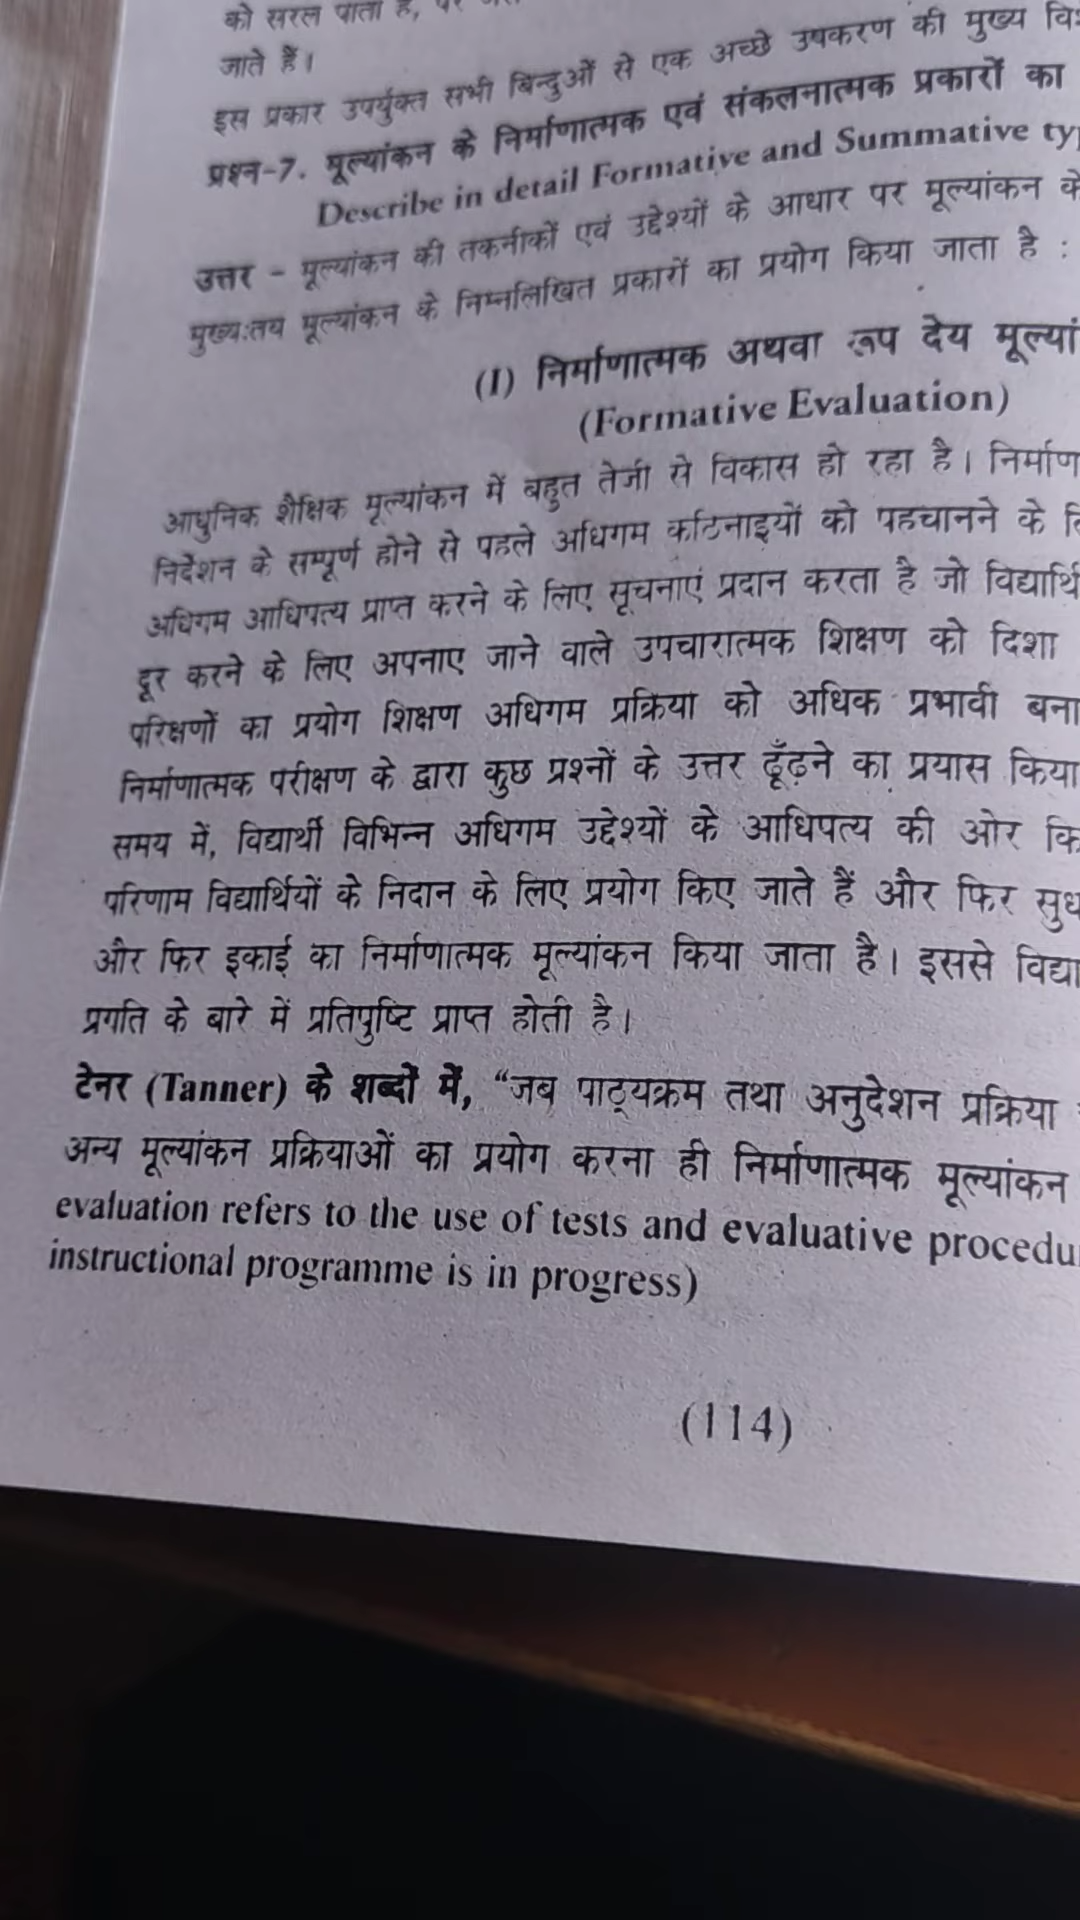 को सरल पाता है, पर
जाते हैं।
इस प्रकार उपर्युक्त सभी बिन्दुओं से एक अच्छे उपकरण की मुख्य
प्रश्न-7. मूल्यांकन के निर्माणात्मक एवं संकलनात्मक प्रकारों का
Describe in detail Formative and Summative
उत्तर - मूल्यांकन की तकनीकों एवं उद्देश्यों के आधार पर मूल्यांकन
मुख्य:तय मूल्यांकन के निम्नलिखित प्रकारों का प्रयोग किया जाता है :
(I) निर्माणात्मक अथवा रूप देय मूल्यां
(Formative Evaluation)
आधुनिक शैक्षिक मूल्यांकन में बहुत तेजी से विकास हो रहा है। निर्माण
निर्देशन के सम्पूर्ण होने से पहले अधिगम कठिनाइयों को पहचानने के
अधिगम आधिपत्य प्राप्त करने के लिए सूचनाएं प्रदान करता है जो विद्यार्थि
दूर करने के लिए अपनाए जाने वाले उपचारात्मक शिक्षण को दिशा
परिक्षणों का प्रयोग शिक्षण अधिगम प्रक्रिया को अधिक प्रभावी बना
निर्माणात्मक परीक्षण के द्वारा कुछ प्रश्नों के उत्तर ढूँढ़ने का प्रयास किया
समय में, विद्यार्थी विभिन्न अधिगम उद्देश्यों के आधिपत्य की ओर कि
परिणाम विद्यार्थियों के निदान के लिए प्रयोग किए जाते हैं और फिर सुध
और फिर इकाई का निर्माणात्मक मूल्यांकन किया जाता है। इससे विद्या
प्रगति के बारे में प्रतिपुष्टि प्राप्त होती है।
टेनर (Tanner) के शब्दों में, “जब पाठ्यक्रम तथा अनुदेशन प्रक्रिया
अन्य मूल्यांकन प्रक्रियाओं का प्रयोग करना ही निर्माणात्मक मूल्यांकन
evaluation refers to the use of tests and evaluative procedu
instructional programme is in progress)
(114)